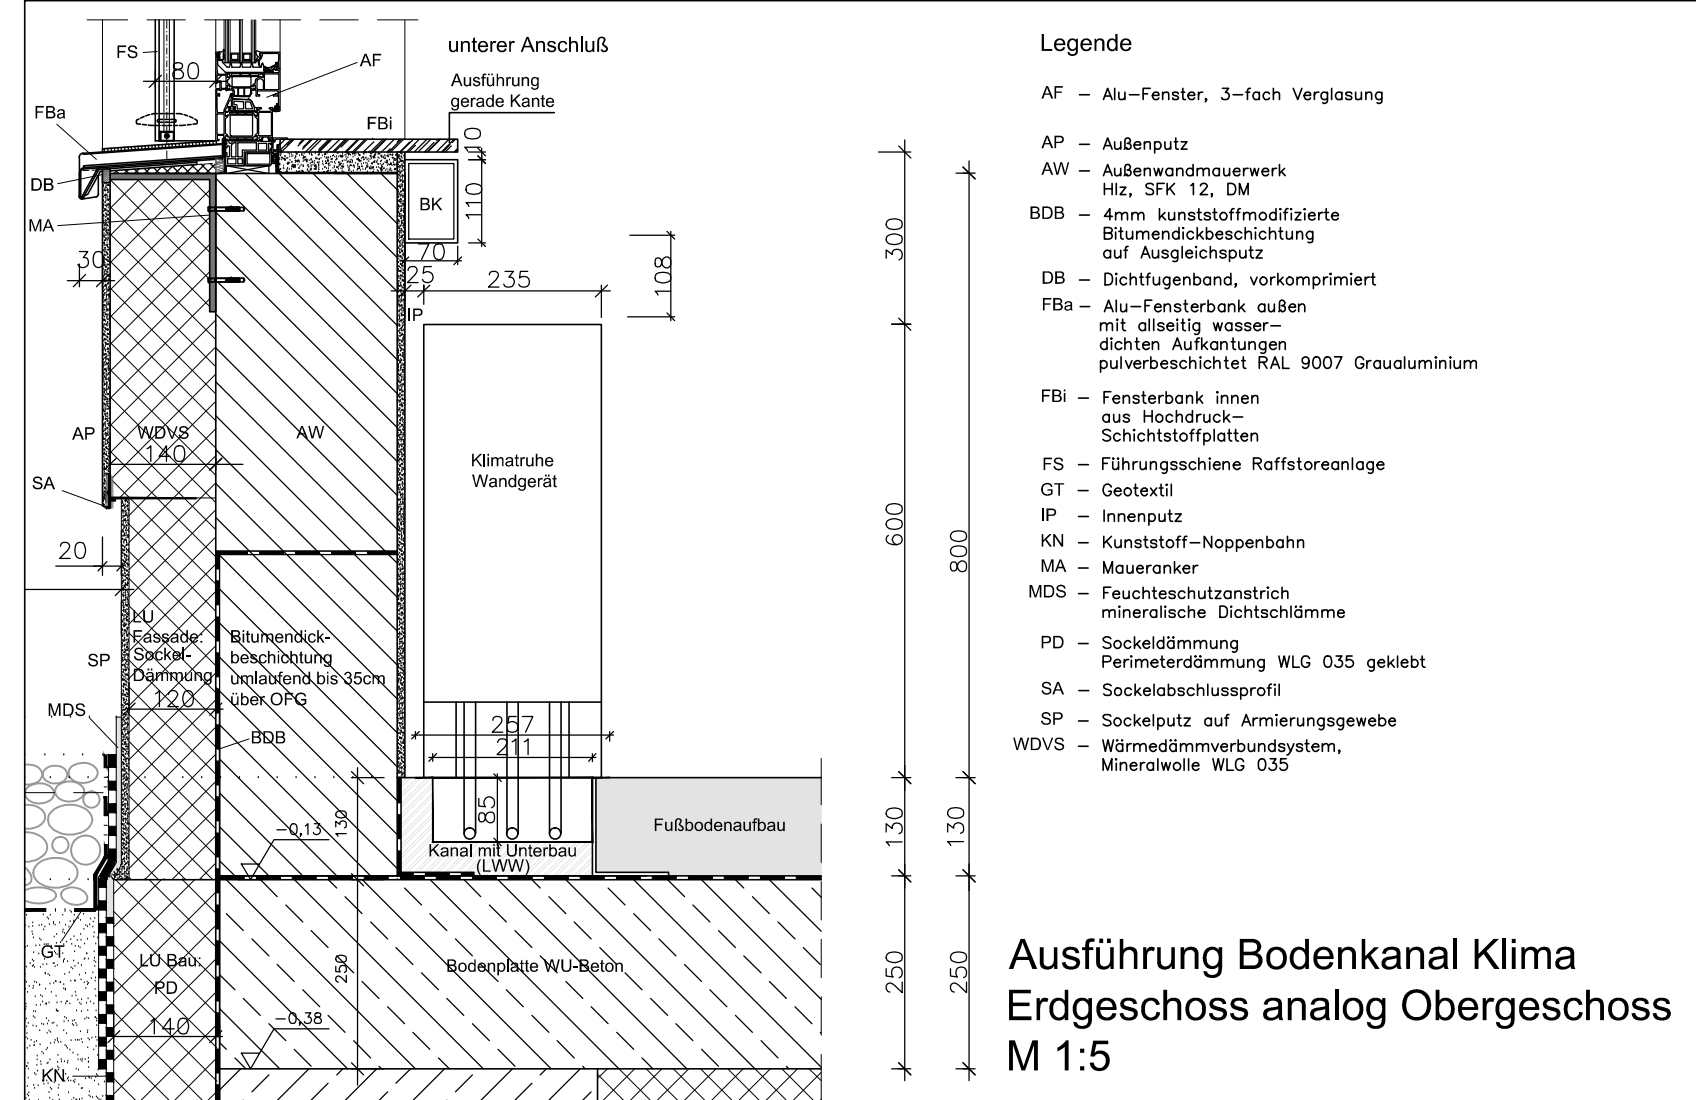 unterer Anschluß
Ausführung
gerade Kante
FS
80
AF
FBa
FBi
10
DB
BK
110
MA
70
30
25
235
108
IP
AP
WDVS
140
AW
Klimatruhe
Wandgerät
SA
20
LU
Fassade:
Sockel-
Dämmung
120
SP
Bitumendick-
beschichtung
umlaufend bis 35cm
über OFG
MDS
BDB
257
211
85
130
-0,13
Fußbodenaufbau
Kanal mit Unterbau
(LWW)
GT
LU Bau:
PD
250
Bodenplatte WU-Beton
140
-0,38
KN
300
600
800
130
130
250
250
Legende
AF – Alu-Fenster, 3-fach Verglasung
AP – Außenputz
AW – Außenwandmauerwerk
Hlz, SFK 12, DM
BDB – 4mm kunststoffmodifizierte
Bitumendickbeschichtung
auf Ausgleichsputz
DB – Dichtfugenband, vorkomprimiert
FBa – Alu-Fensterbank außen
mit allseitig wasser-
dichten Aufkantungen
pulverbeschichtet RAL 9007 Graualuminium
FBi – Fensterbank innen
aus Hochdruck-
Schichtstoffplatten
FS – Führungsschiene Raffstoreanlage
GT – Geotextil
IP – Innenputz
KN – Kunststoff-Noppenbahn
MA – Maueranker
MDS – Feuchteschutzanstrich
mineralische Dichtschlämme
PD – Sockeldämmung
Perimeterdämmung WLG 035 geklebt
SA – Sockelabschlussprofil
SP – Sockelputz auf Armierungsgewebe
WDVS – Wärmedämmverbundsystem,
Mineralwolle WLG 035
Ausführung Bodenkanal Klima
Erdgeschoss analog Obergeschoss
M 1:5